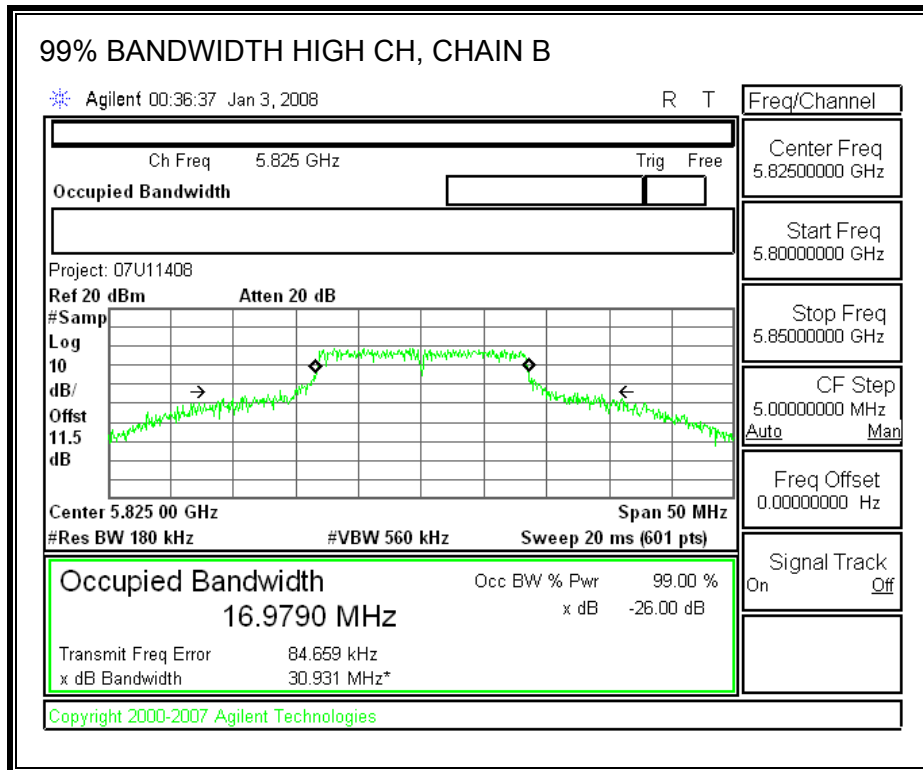 99% BANDWIDTH HIGH CH, CHAIN B
Agilent 00:36:37 Jan 3, 2008 R T
Freq/Channel
Ch Freq 5.825 GHz Trig Free
Occupied Bandwidth
Center Freq
5.82500000 GHz
Start Freq
5.80000000 GHz
Stop Freq
5.85000000 GHz
CF Step
5.00000000 MHz
Auto Man
Freq Offset
0.00000000 Hz
Signal Track
On Off
Project: 07U11408
Ref 20 dBm Atten 20 dB
#Samp
Log
10
dB/
Offst
11.5
dB
Center 5.825 00 GHz Span 50 MHz
#Res BW 180 kHz #VBW 560 kHz Sweep 20 ms (601 pts)
Occupied Bandwidth
16.9790 MHz
Occ BW % Pwr 99.00 %
x dB -26.00 dB
Transmit Freq Error 84.659 kHz
x dB Bandwidth 30.931 MHz*
Copyright 2000-2007 Agilent Technologies